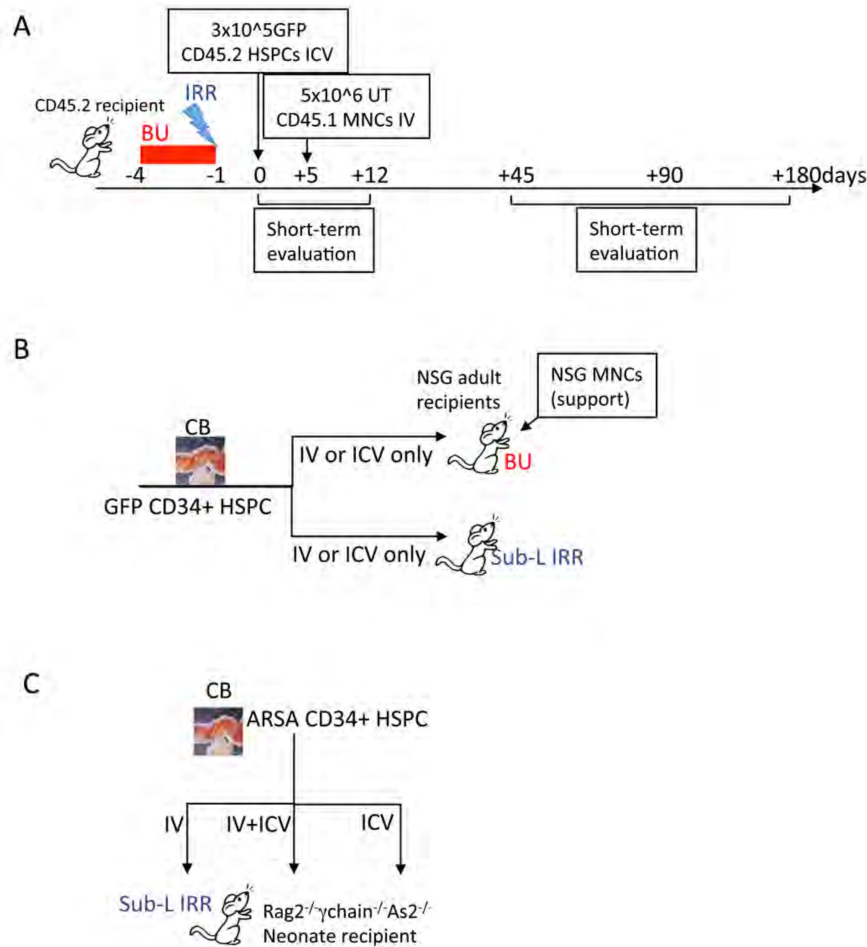 A
3x10^5GFP
CD45.2 HSPCs ICV
IRR
5x10^6 UT
CD45.1 MNCs IV
CD45.2 recipient
BU
-4
-1
0
+5
+12
+45
+90
+180days
Short-term
evaluation
Short-term
evaluation
B
NSG adult
recipients
NSG MNCs
(support)
CB
IV or ICV only
BU
GFP CD34+ HSPC
IV or ICV only
Sub-L IRR
C
CB
ARSA CD34+ HSPC
IV
IV+ICV
ICV
Sub-L IRR
Rag2-/-γchain-/-As2-/-
Neonate recipient